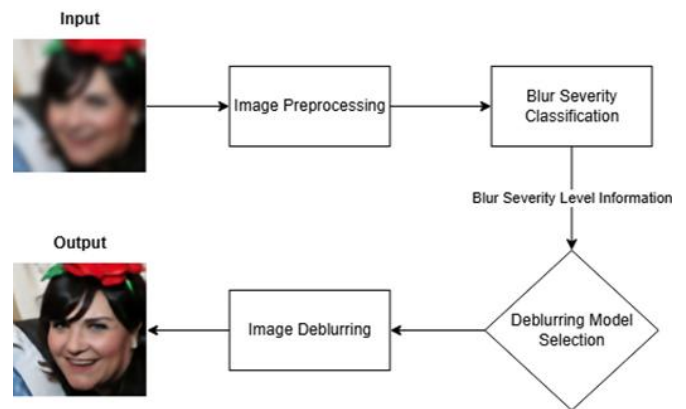 Input
Image Preprocessing
Blur Severity
Classification
Blur Severity Level Information
Deblurring Model
Selection
Image Deblurring
Output